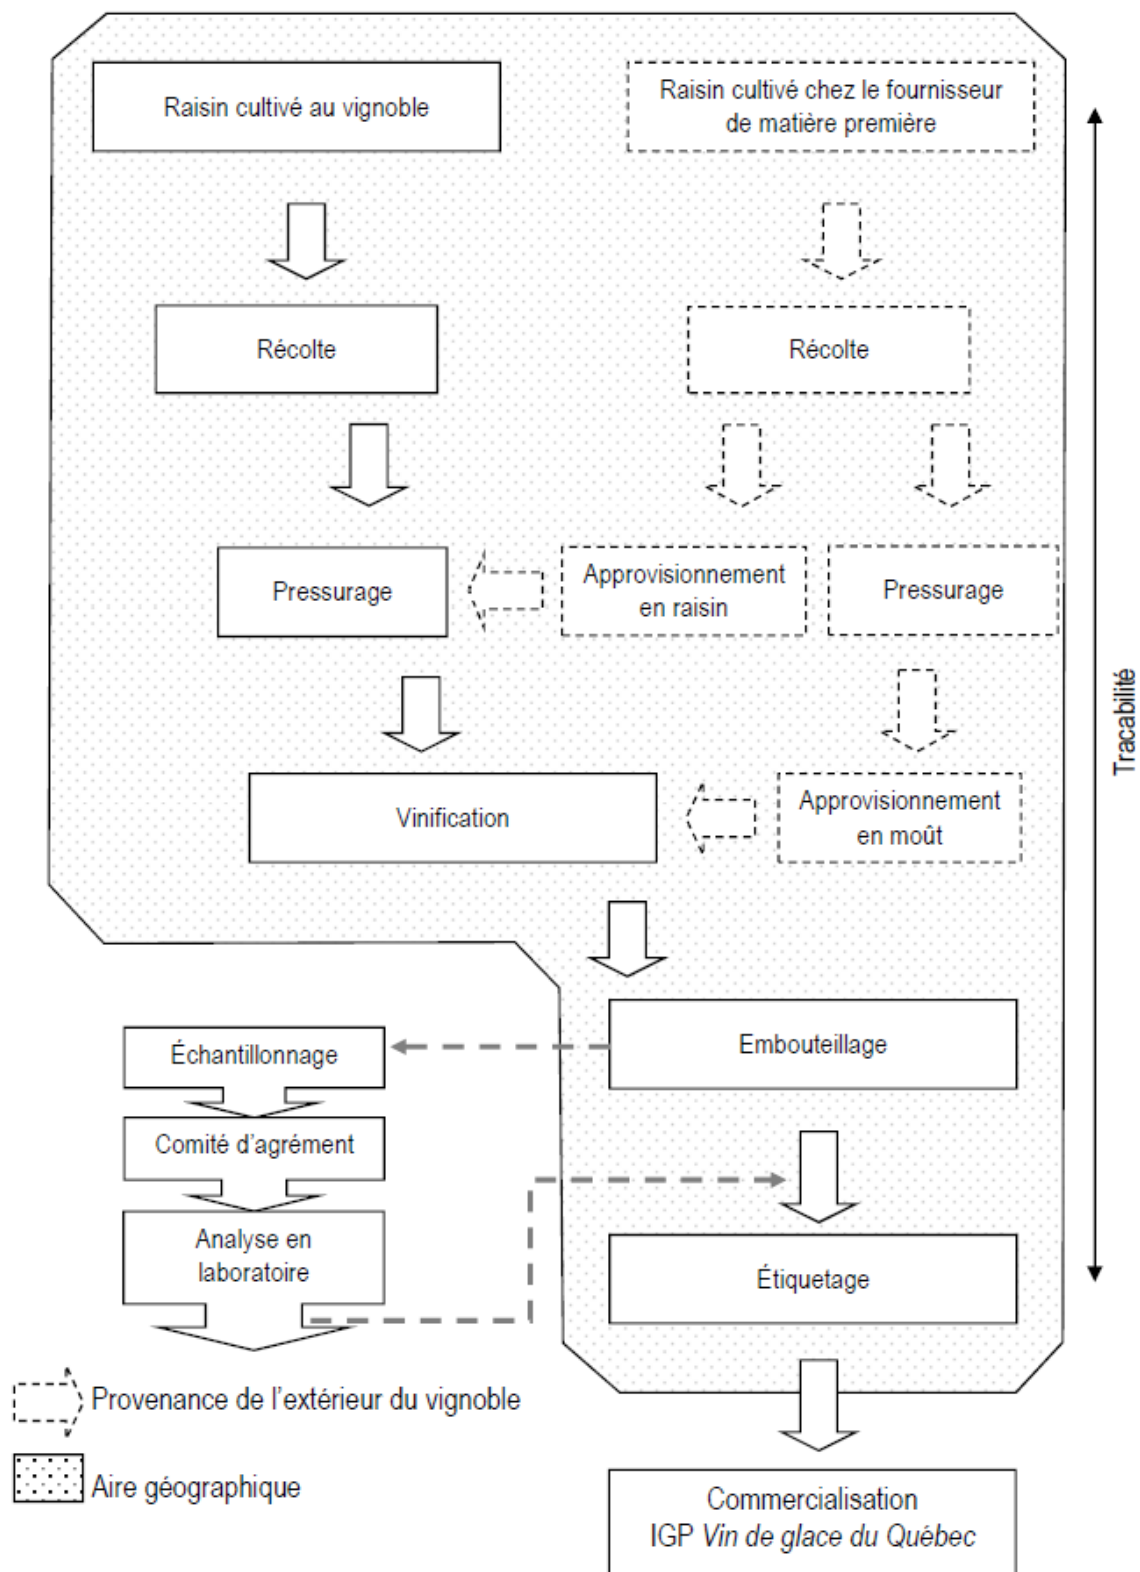 Raisin cultivé au vignoble
Raisin cultivé chez le fournisseur
de matière première
Récolte
Récolte
Pressurage
Approvisionnement
en raisin
Pressurage
Vinification
Approvisionnement
en moût
Tracabilité
Embouteillage
Échantillonnage
Comité d'agrément
Analyse en
laboratoire
Étiquetage
Provenance de l'extérieur du vignoble
Aire géographique
Commercialisation
IGP Vin de glace du Québec